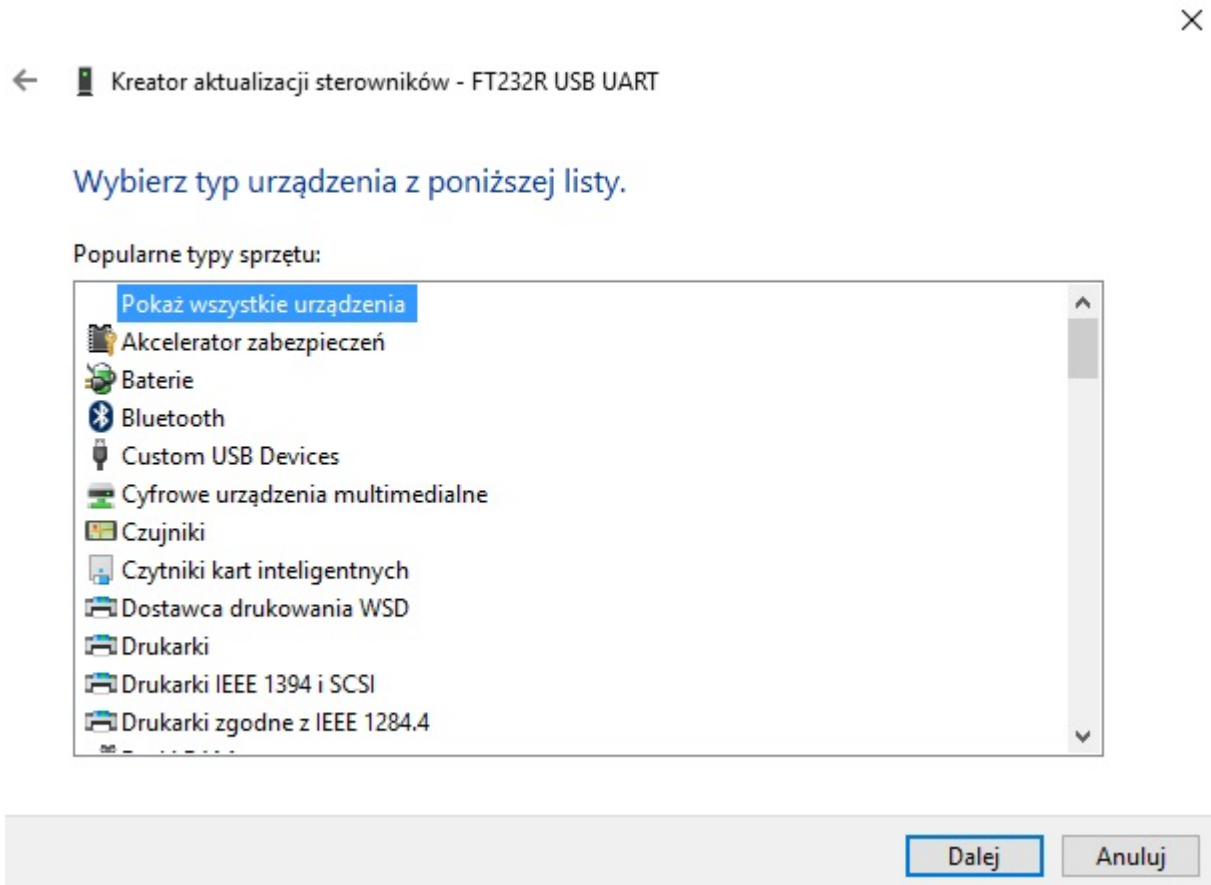 Kreator aktualizacji sterowników - FT232R USB UART
Wybierz typ urządzenia z poniższej listy.
Popularne typy sprzętu:
Pokaż wszystkie urządzenia
Akcelerator zabezpieczeń
Baterie
Bluetooth
Custom USB Devices
Cyfrowe urządzenia multimedialne
Czujniki
Czytniki kart inteligentnych
Dostawca drukowania WSD
Drukarki
Drukarki IEEE 1394 i SCSI
Drukarki zgodne z IEEE 1284.4
Dalej
Anuluj